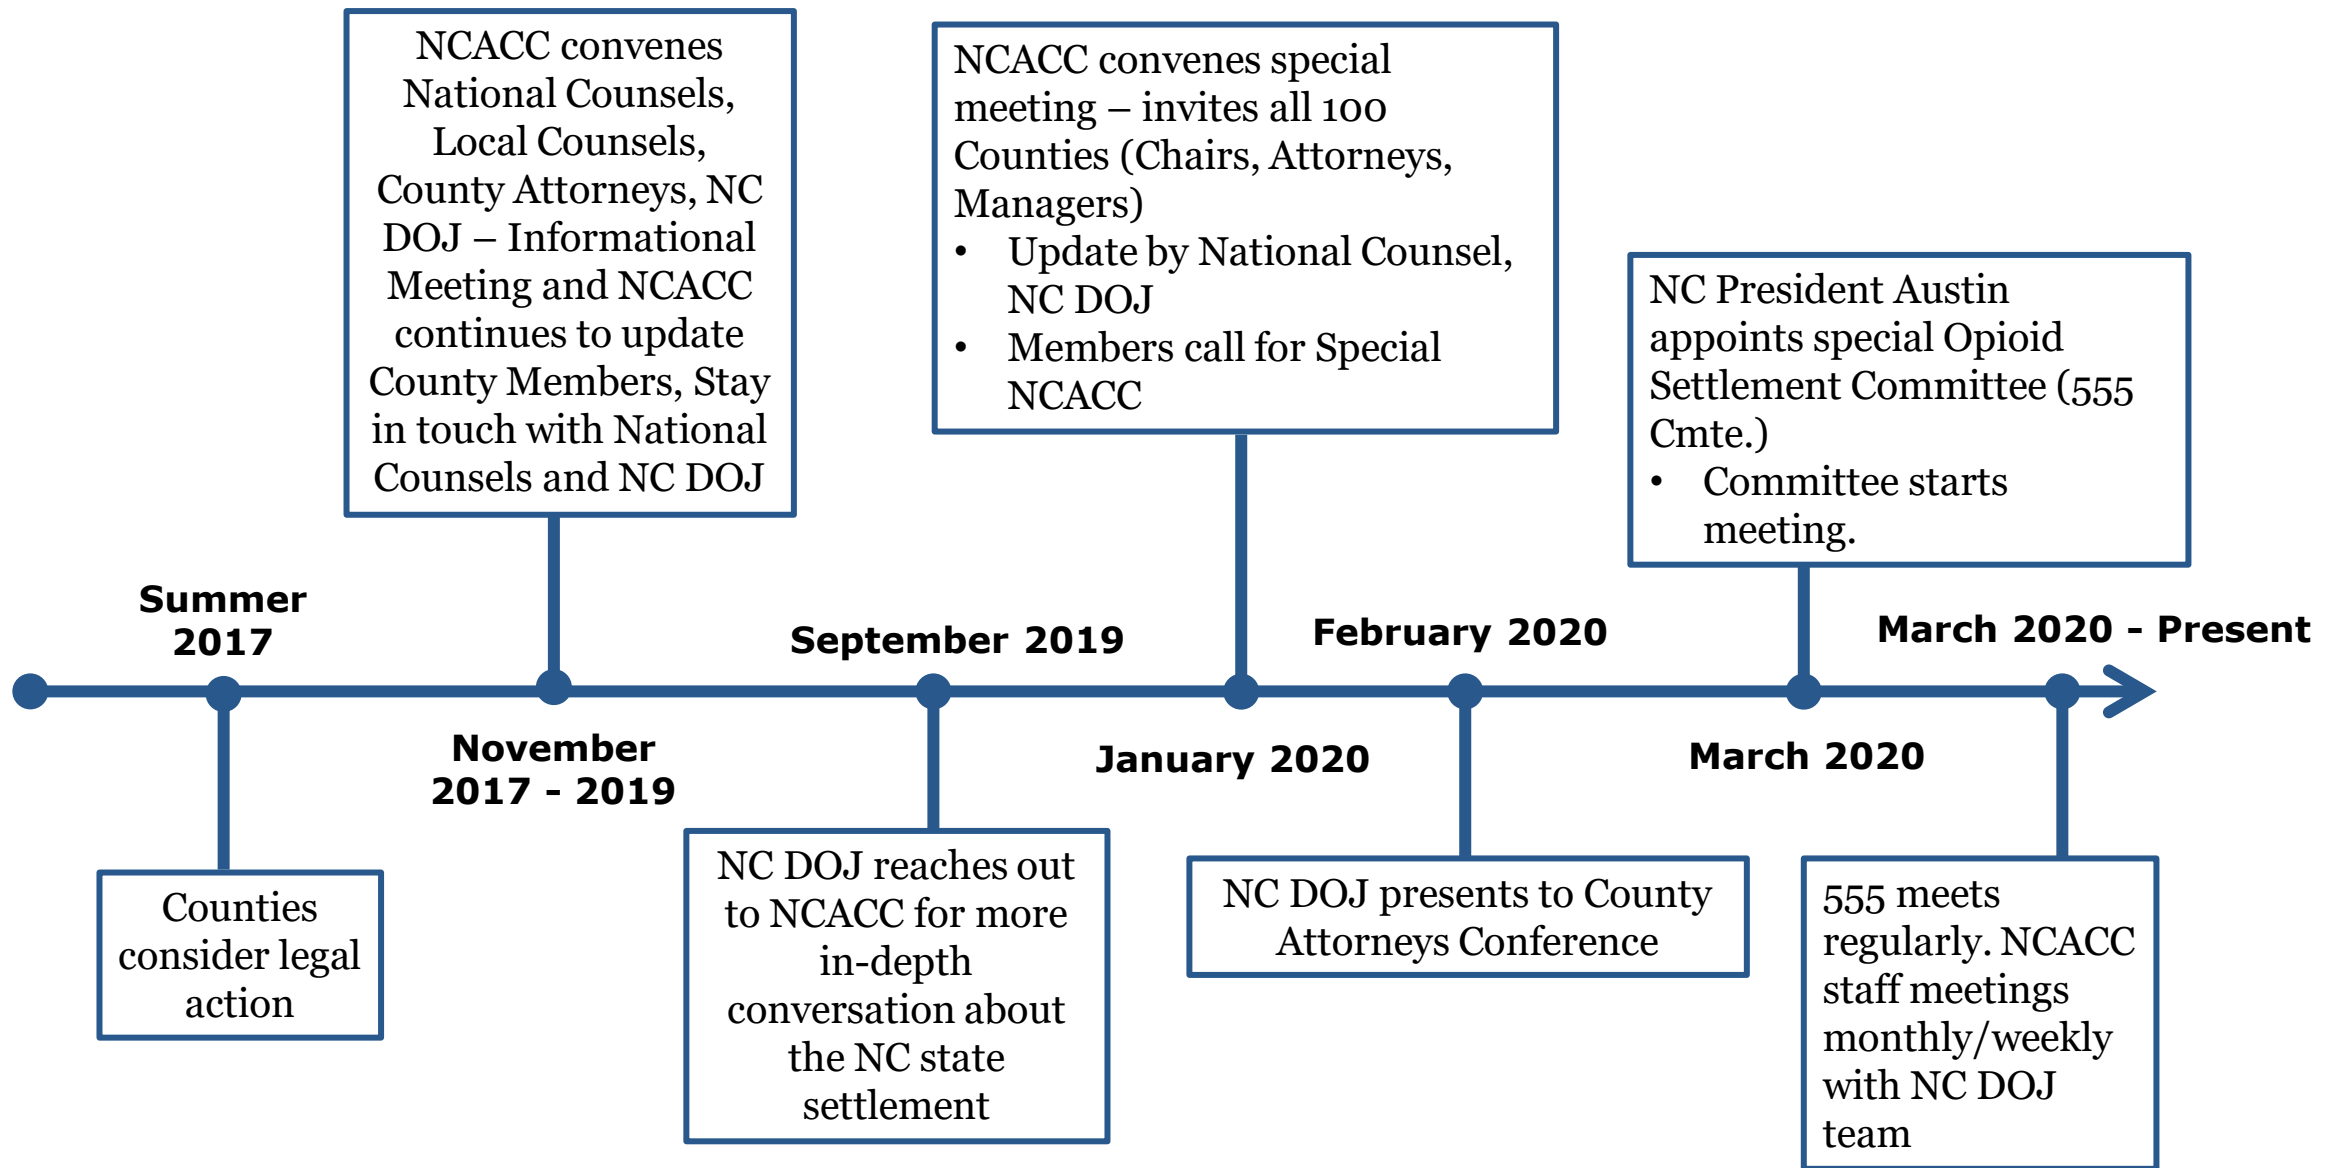 Summer
2017
Counties
consider legal
action
NCACC convenes
National Counsels,
Local Counsels,
County Attorneys, NC
DOJ – Informational
Meeting and NCACC
continues to update
County Members, Stay
in touch with National
Counsels and NC DOJ
November
2017 - 2019
September 2019
NC DOJ reaches out
to NCACC for more
in-depth
conversation about
the NC state
settlement
NCACC convenes special
meeting – invites all 100
Counties (Chairs, Attorneys,
Managers)
• Update by National Counsel,
NC DOJ
• Members call for Special
NCACC
January 2020
February 2020
NC DOJ presents to County
Attorneys Conference
NC President Austin
appoints special Opioid
Settlement Committee (555
Cmte.)
• Committee starts
meeting.
March 2020
March 2020 - Present
555 meets
regularly. NCACC
staff meetings
monthly/weekly
with NC DOJ
team